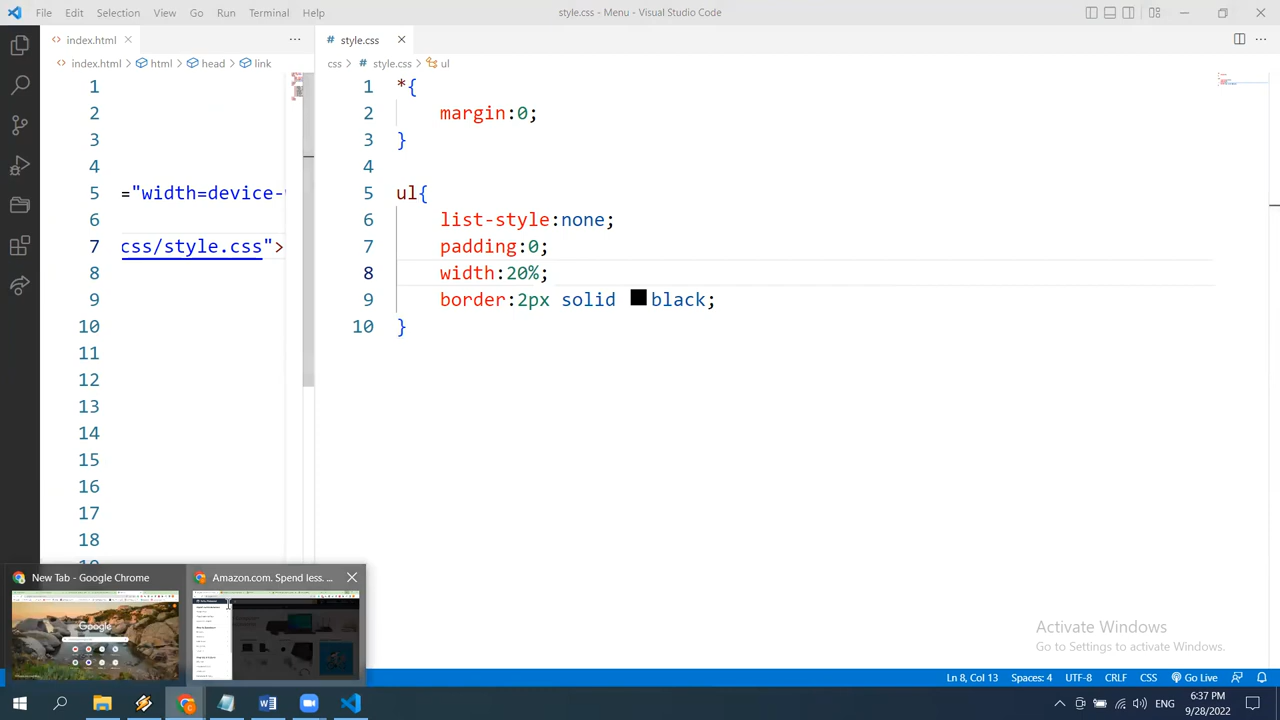 File Edit Selection View Go Run Terminal Help
style.css - Menu - Visual Studio Code
index.html
style.css
index.html html head link
css style.css ul
1
2
3
4
5 ="width=device-
6
7 css/style.css">
8
9
10
11
12
13
14
15
16
17
18
1 *{
2 margin:0;
3 }
4
5 ul{
6 list-style:none;
7 padding:0;
8 width:20%;
9 border:2px solid black;
10 }
New Tab - Google Chrome
Amazon.com. Spend less. ...
Google
Activate Windows
Go to Settings to activate Windows.
Ln 8, Col 13 Spaces: 4 UTF-8 CRLF CSS Go Live
ENG
6:37 PM
9/28/2022